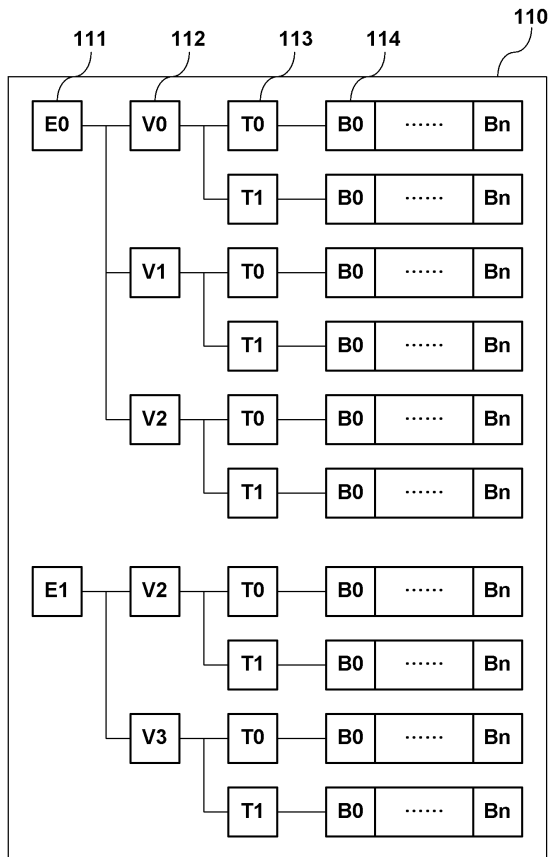 110
111 112 113 114
E0 V0 T0 B0 ...... Bn
T1 B0 ...... Bn
V1 T0 B0 ...... Bn
T1 B0 ...... Bn
V2 T0 B0 ...... Bn
T1 B0 ...... Bn
E1 V2 T0 B0 ...... Bn
T1 B0 ...... Bn
V3 T0 B0 ...... Bn
T1 B0 ...... Bn